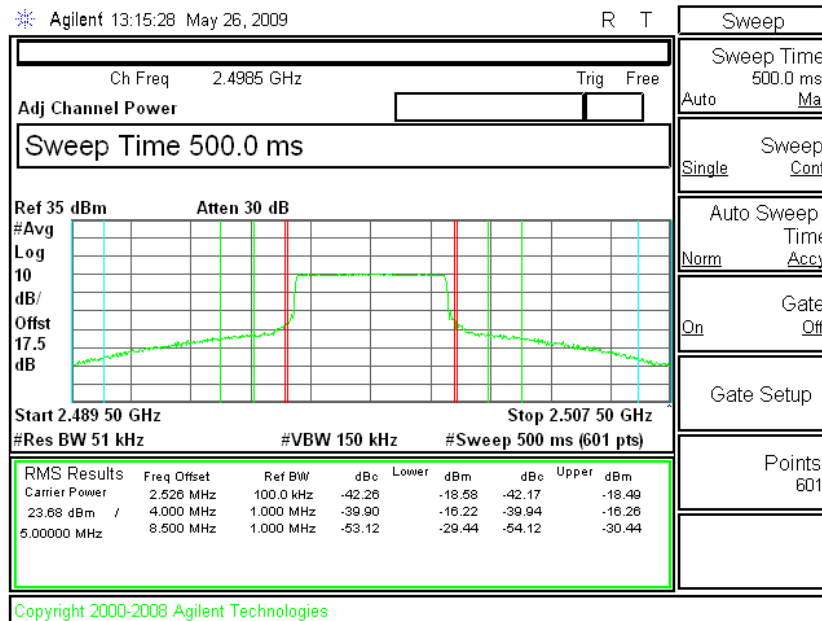 Agilent 13:15:28 May 26, 2009 R T
Ch Freq 2.4985 GHz Trig Free
Adj Channel Power
Sweep Time 500.0 ms
Ref 35 dBm Atten 30 dB
#Avg
Log
10
dB/
Offst
17.5
dB
Start 2.489 50 GHz Stop 2.507 50 GHz
#Res BW 51 kHz #VBW 150 kHz #Sweep 500 ms (601 pts)
RMS Results Freq Offset Ref BW dBc Lower dBm dBc Upper dBm
Carrier Power 2.526 MHz 100.0 kHz -42.26 -18.58 -42.17 -18.49
23.68 dBm / 4.000 MHz 1.000 MHz -39.90 -16.22 -39.94 -16.26
5.00000 MHz 8.500 MHz 1.000 MHz -53.12 -29.44 -54.12 -30.44
Copyright 2000-2008 Agilent Technologies
Sweep
Sweep Time
500.0 ms
Auto Ma
Sweep
Single Cont
Auto Sweep
Time
Norm Accy
Gate
On Off
Gate Setup
Points
601